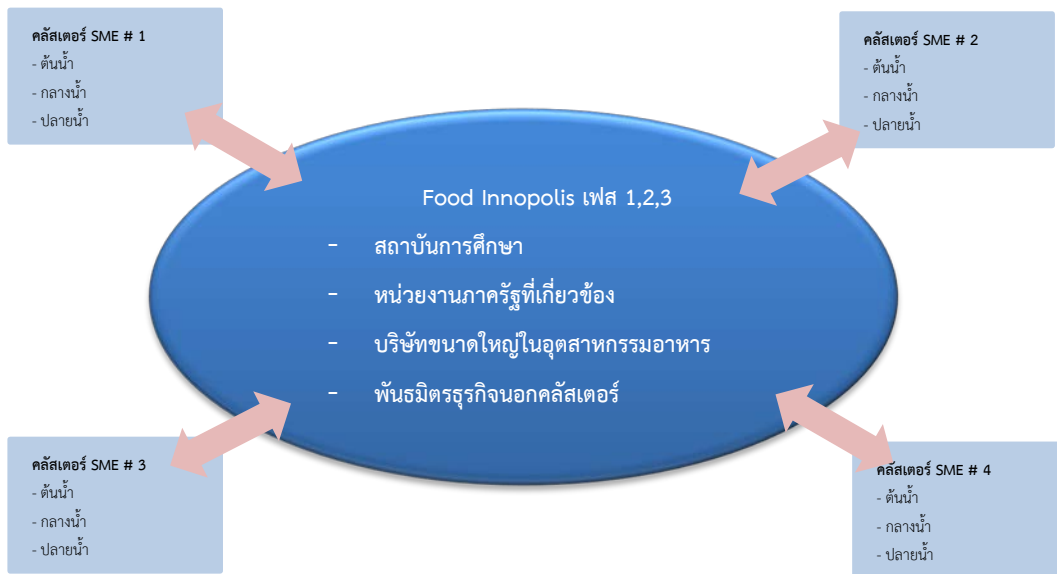 คลัสเตอร์ SME # 1
- ต้นน้ำ
- กลางน้ำ
- ปลายน้ำ
คลัสเตอร์ SME # 2
- ต้นน้ำ
- กลางน้ำ
- ปลายน้ำ
Food Innopolis เฟส 1,2,3
- สถาบันการศึกษา
- หน่วยงานภาครัฐที่เกี่ยวข้อง
- บริษัทขนาดใหญ่ในอุตสาหกรรมอาหาร
- พันธมิตรธุรกิจนอกคลัสเตอร์
คลัสเตอร์ SME # 3
- ต้นน้ำ
- กลางน้ำ
- ปลายน้ำ
คลัสเตอร์ SME # 4
- ต้นน้ำ
- กลางน้ำ
- ปลายน้ำ